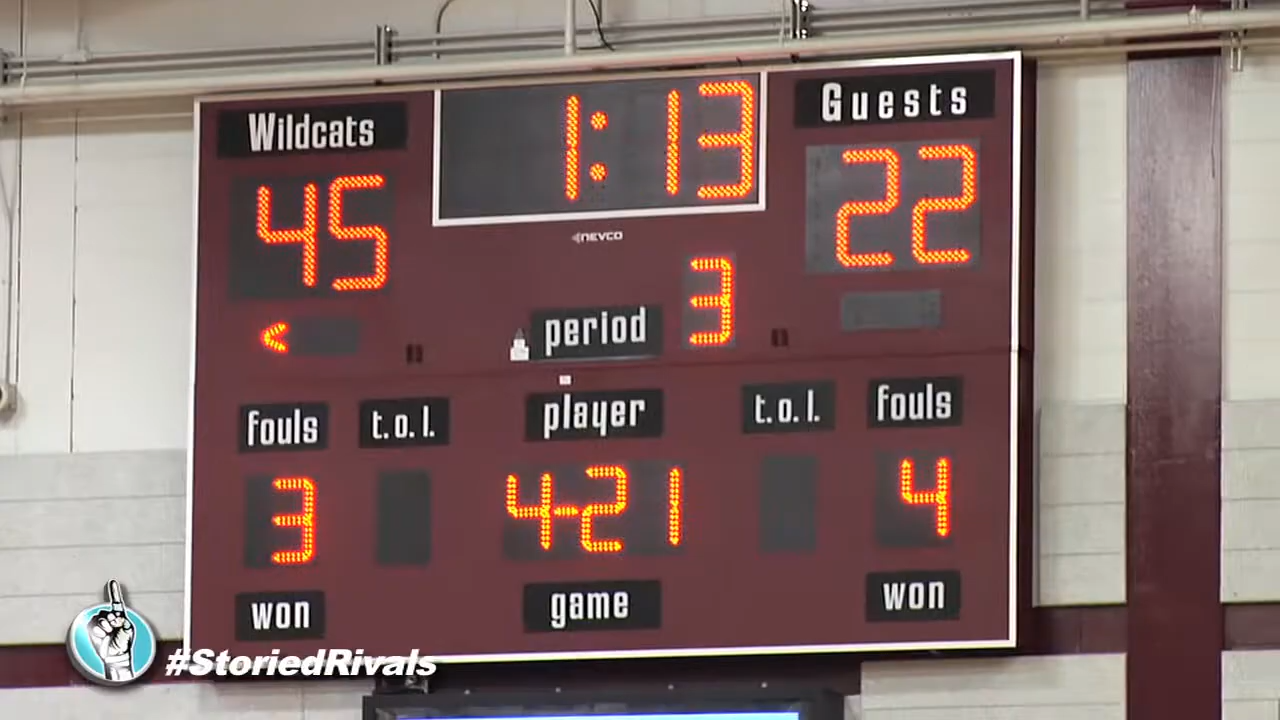 Wildcats 1:13 Guests
45 22
NEVCO
< period 3
fouls t.o.l. player t.o.l. fouls
3 4-21 4
won game won
#StoriedRivals